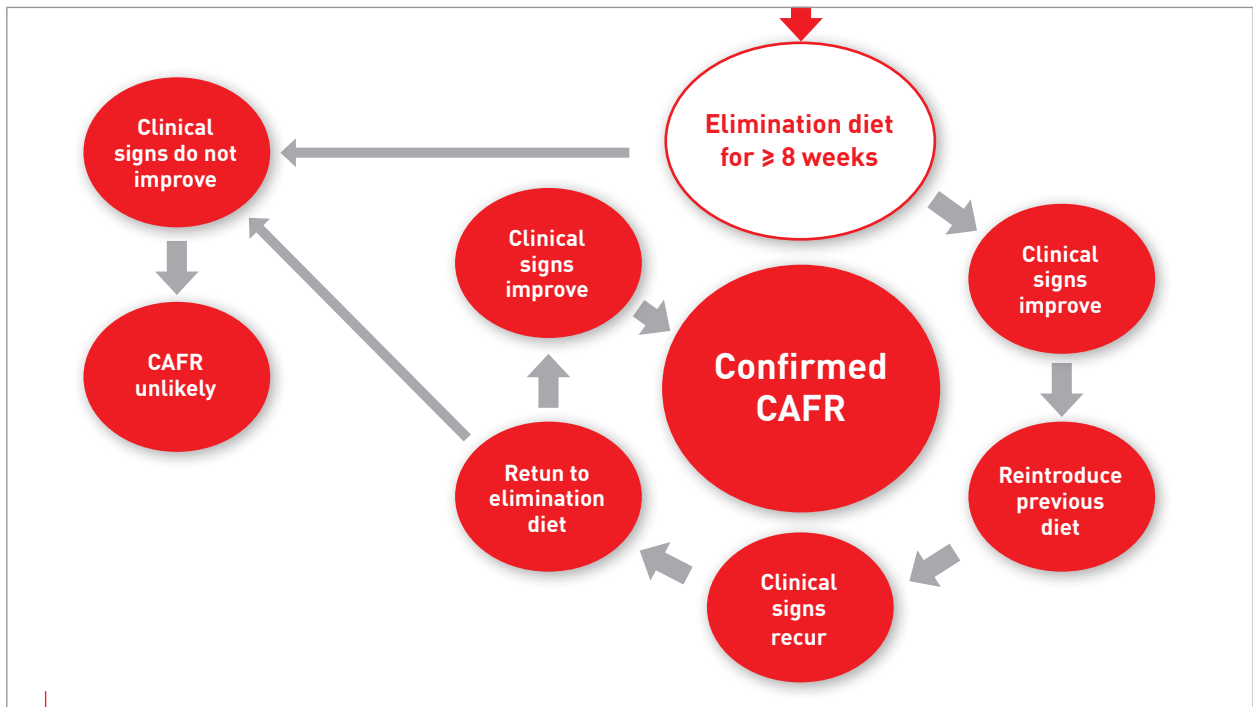 Elimination diet
for ≥ 8 weeks
Clinical
signs do not
improve
Clinical
signs
improve
Clinical
signs
improve
CAFR
unlikely
Confirmed
CAFR
Retun to
elimination
diet
Reintroduce
previous
diet
Clinical
signs
recur